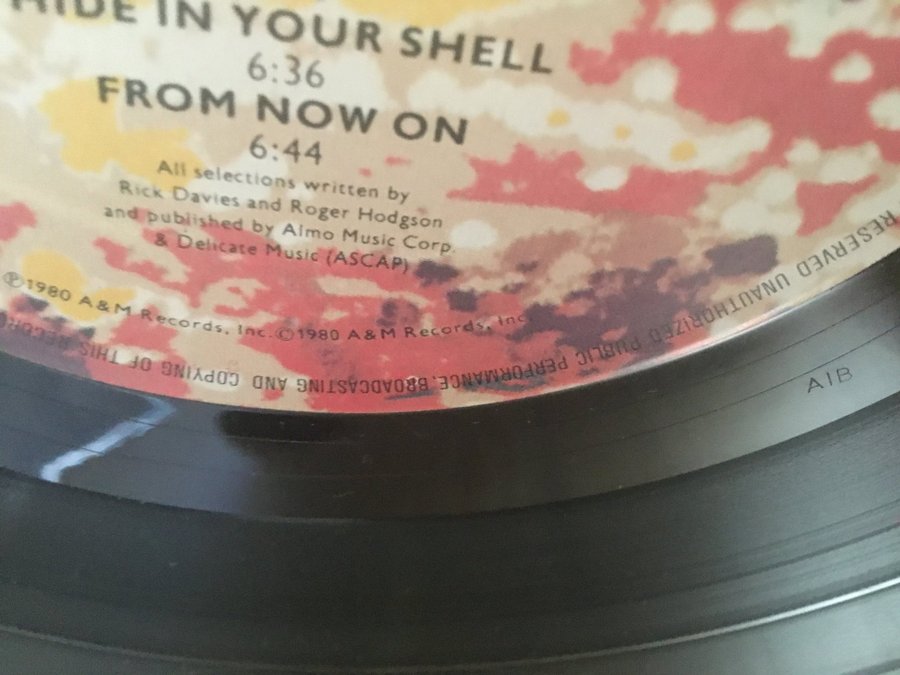 HIDE IN YOUR SHELL
6:36
FROM NOW ON
6:44
All selections written by
Rick Davies and Roger Hodgson
and published by Almo Music Corp.
& Delicate Music (ASCAP)
℗1980 A&M Records, Inc. ©1980 A&M Records, Inc
RESERVED UNAUTHORIZED PUBLIC PERFORMANCE, BROADCASTING AND COPYING OF THIS RECORD
A1B